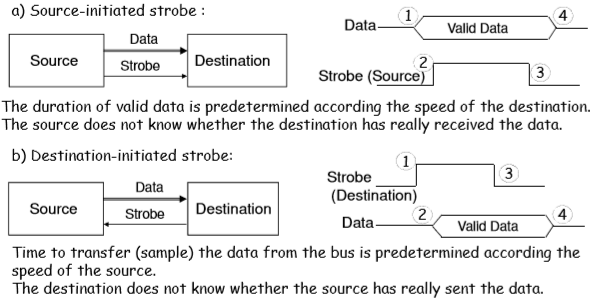 a) Source-initiated strobe :
Source
Data
Strobe
Destination
Data
1
Valid Data
4
Strobe (Source)
2
3
The duration of valid data is predetermined according the speed of the destination.
The source does not know whether the destination has really received the data.
b) Destination-initiated strobe:
Source
Data
Strobe
Destination
Strobe
(Destination)
1
3
Data
2
Valid Data
4
Time to transfer (sample) the data from the bus is predetermined according the
speed of the source.
The destination does not know whether the source has really sent the data.